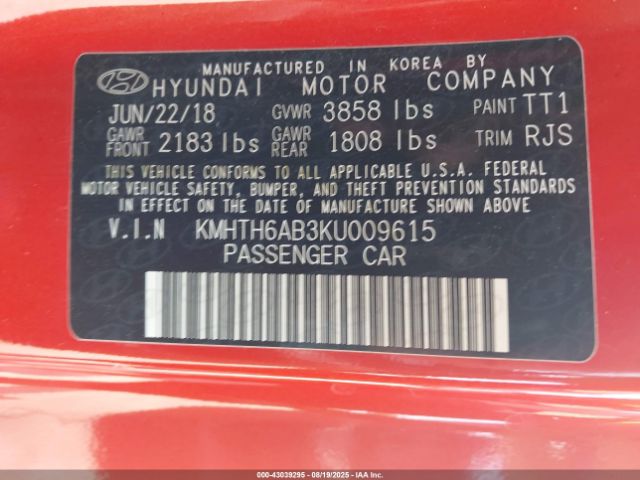 MANUFACTURED IN KOREA BY
HYUNDAI MOTOR COMPANY
JUN/22/18 GVWR 3858 lbs PAINT TT1
GAWR FRONT 2183 lbs GAWR REAR 1808 lbs TRIM RJS
THIS VEHICLE CONFORMS TO ALL APPLICABLE U.S.A. FEDERAL
MOTOR VEHICLE SAFETY, BUMPER, AND THEFT PREVENTION STANDARDS
IN EFFECT ON THE DATE OF MANUFACTURE SHOWN ABOVE.
V.I.N KMHTH6AB3KU009615
PASSENGER CAR
000-43039295 - 08/19/2025 - IAAI.COM